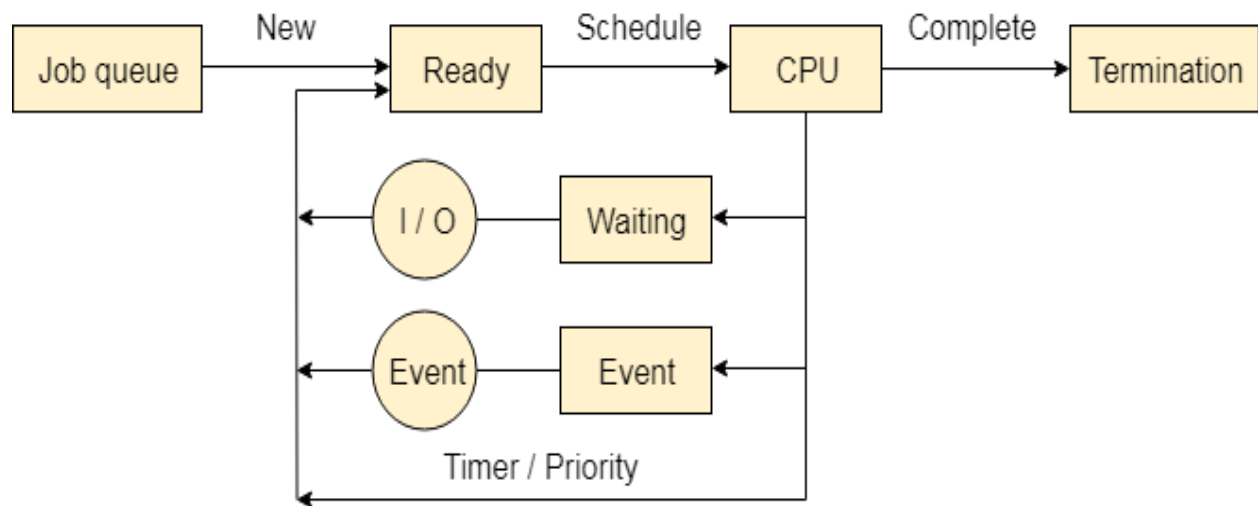 New
Schedule
Complete
Job queue
Ready
CPU
Termination
I / O
Waiting
Event
Event
Timer / Priority